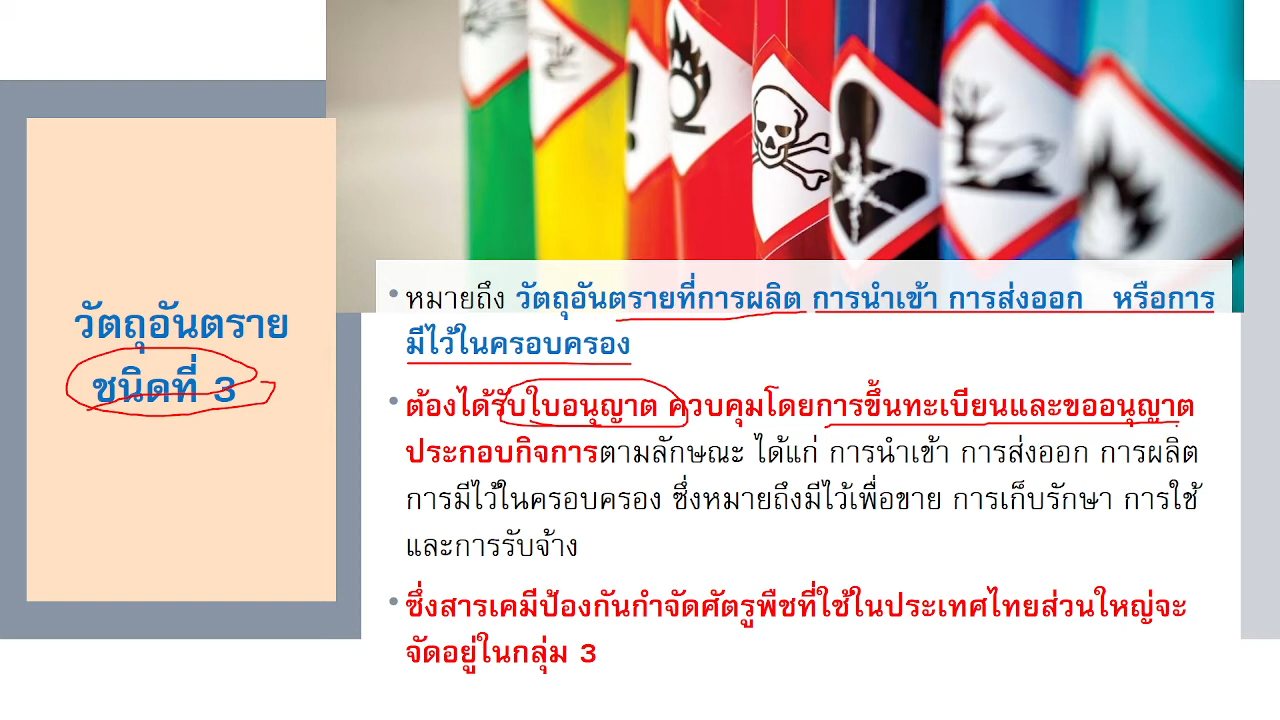 วัตถุอันตราย
ชนิดที่ 3
• หมายถึง วัตถุอันตรายที่การผลิต การนำเข้า การส่งออก หรือการ
มีไว้ในครอบครอง
• ต้องได้รับใบอนุญาต ควบคุมโดยการขึ้นทะเบียนและขออนุญาต
ประกอบกิจการตามลักษณะ ได้แก่ การนำเข้า การส่งออก การผลิต
การมีไว้ในครอบครอง ซึ่งหมายถึงมีไว้เพื่อขาย การเก็บรักษา การใช้
และการรับจ้าง
• ซึ่งสารเคมีป้องกันกำจัดศัตรูพืชที่ใช้ในประเทศไทยส่วนใหญ่จะ
จัดอยู่ในกลุ่ม 3